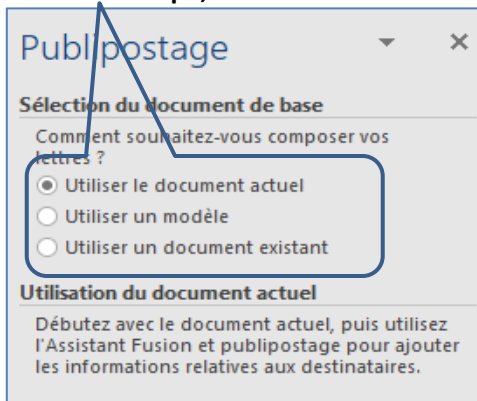 Publipostage
Sélection du document de base
Comment souhaitez-vous composer vos
lettres ?
Utiliser le document actuel
Utiliser un modèle
Utiliser un document existant
Utilisation du document actuel
Débutez avec le document actuel, puis utilisez
l'Assistant Fusion et publipostage pour ajouter
les informations relatives aux destinataires.